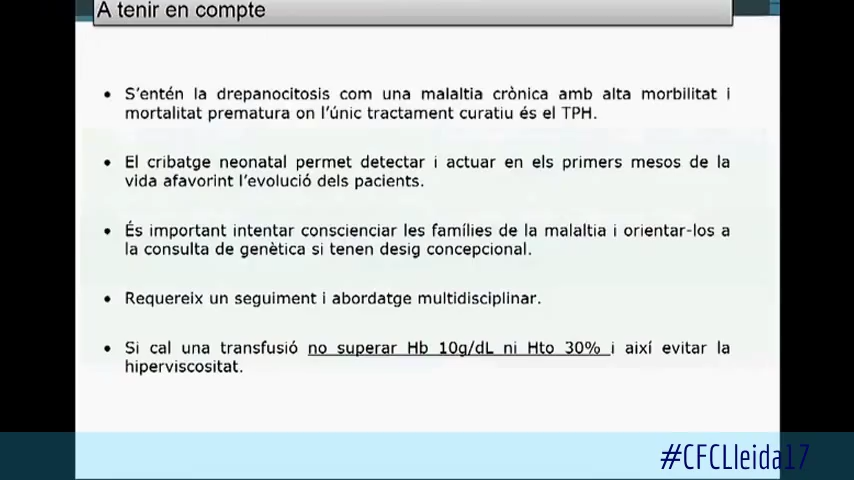 A tenir en compte
• S'entén la drepanocitosis com una malaltia crònica amb alta morbilitat i
mortalitat prematura on l'únic tractament curatiu és el TPH.
• El cribatge neonatal permet detectar i actuar en els primers mesos de la
vida afavorint l'evolució dels pacients.
• És important intentar conscienciar les famílies de la malaltia i orientar-los a
la consulta de genètica si tenen desig concepcional.
• Requereix un seguiment i abordatge multidisciplinar.
• Si cal una transfusió no superar Hb 10g/dL ni Hto 30% i així evitar la
hiperviscositat.
#CFCLleida17